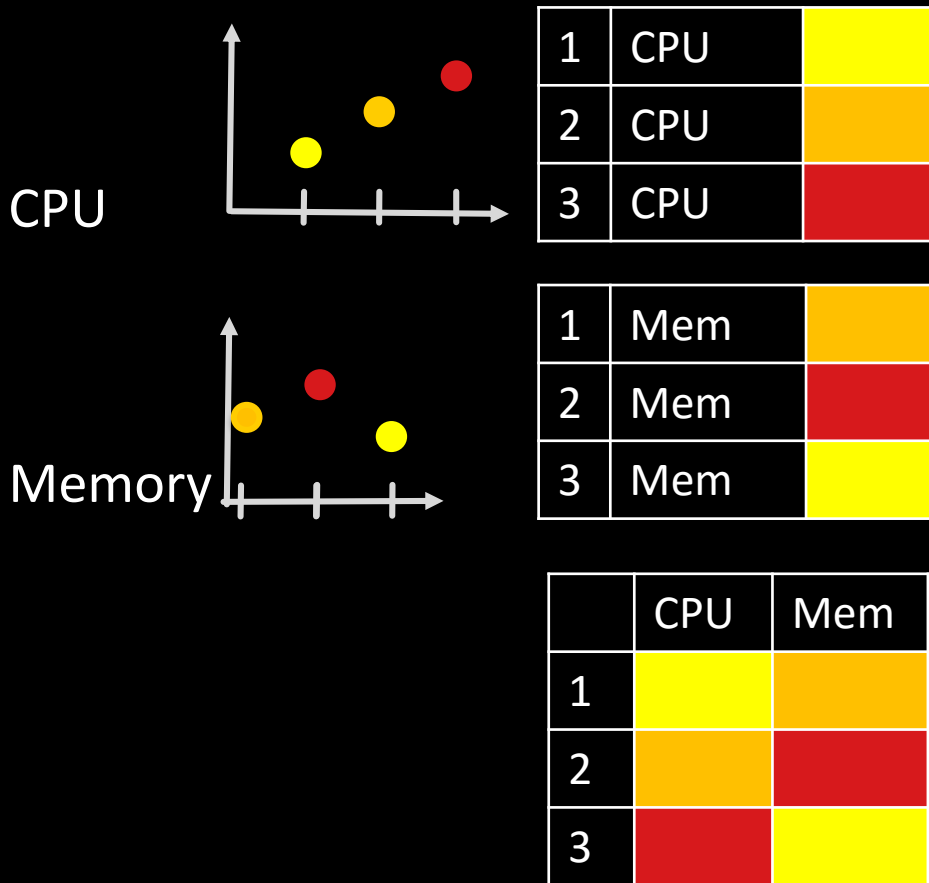 CPU
1 CPU
2 CPU
3 CPU
Memory
1 Mem
2 Mem
3 Mem
CPU Mem
1
2
3